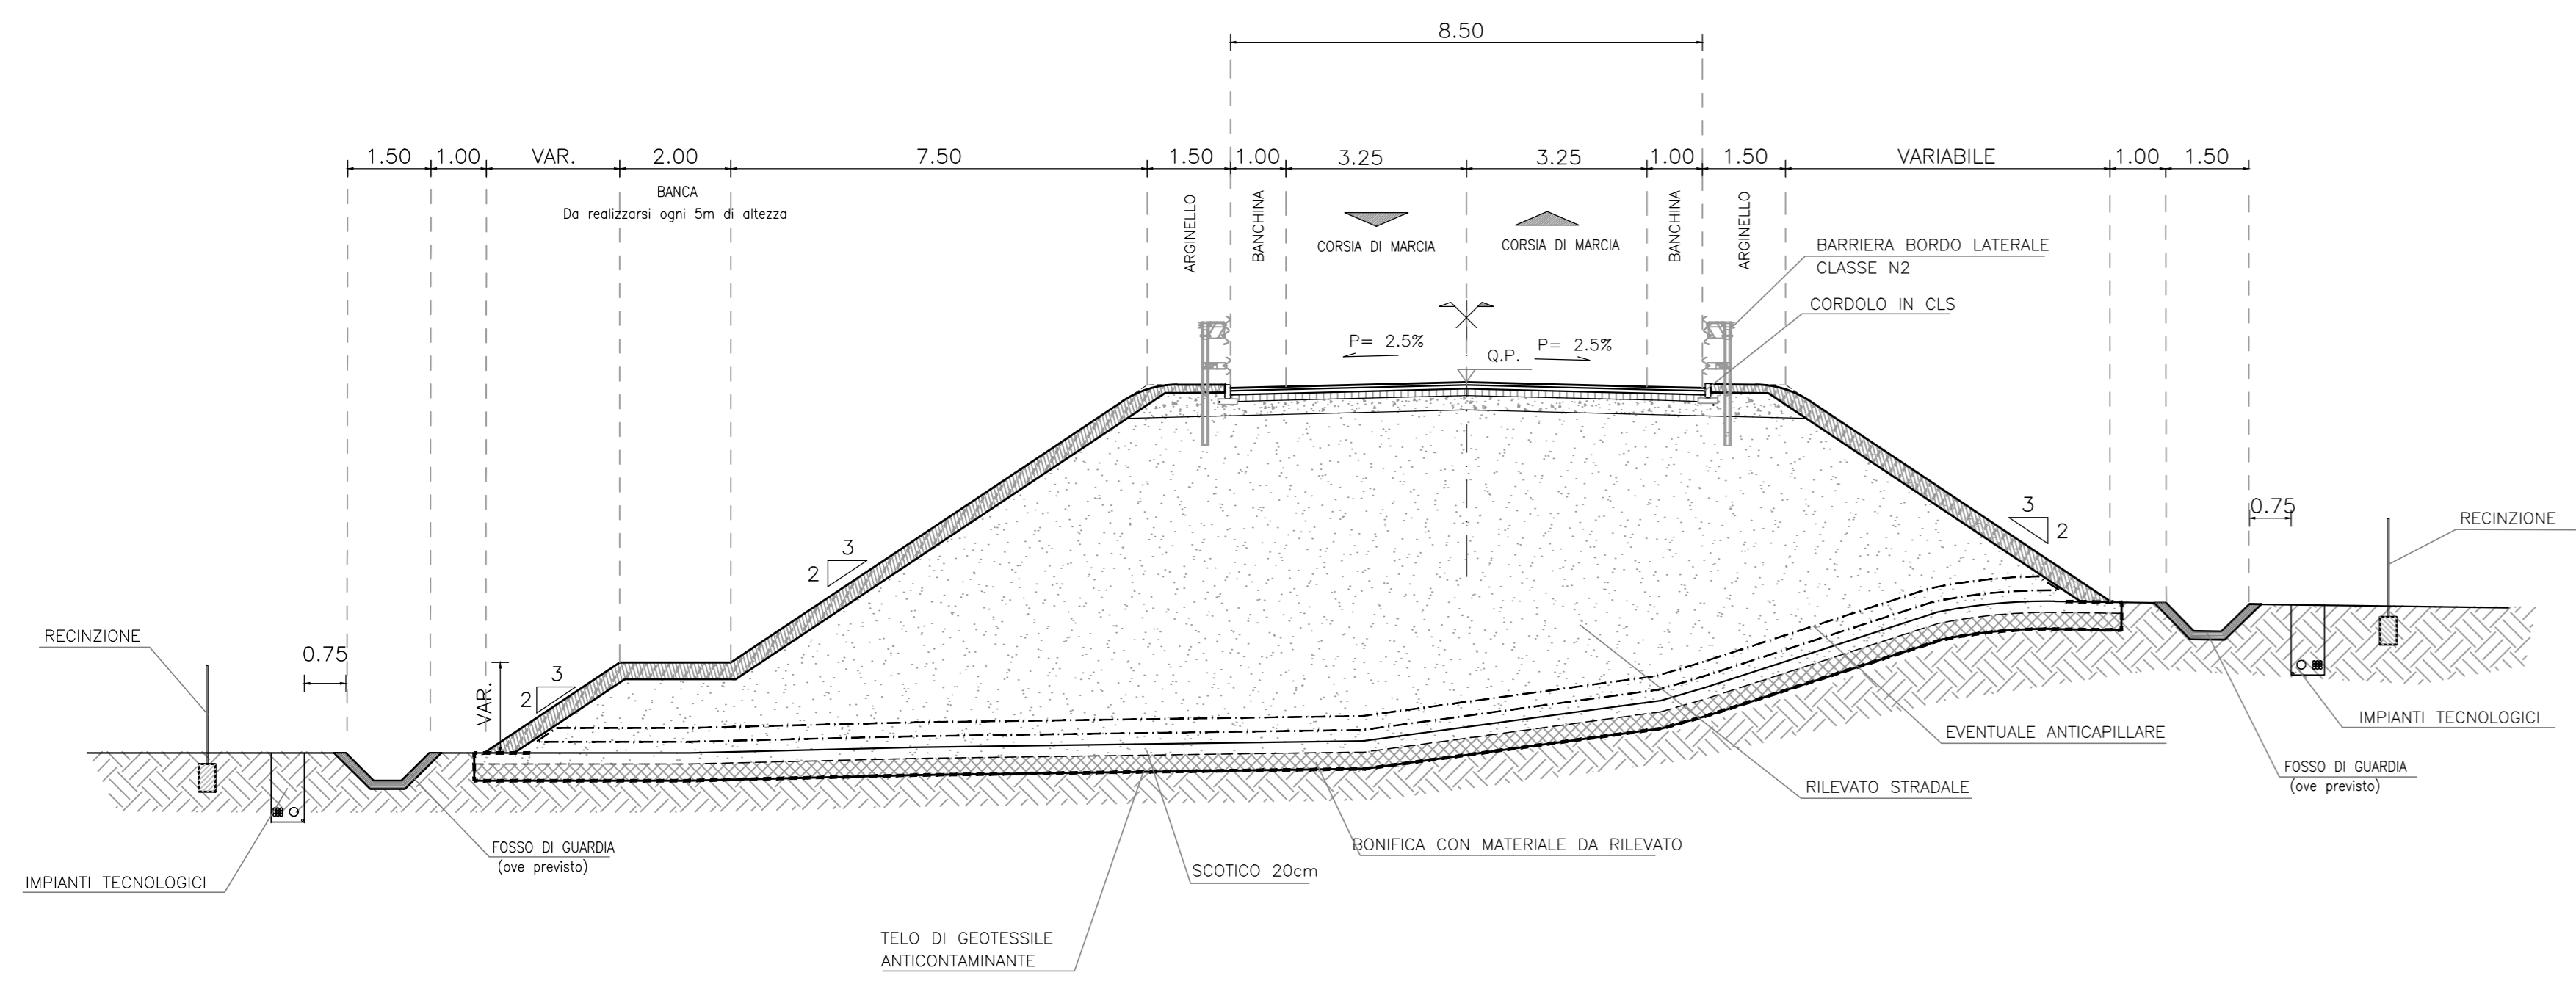 8.50
1.50 1.00 VAR. 2.00 7.50 1.50 1.00 3.25 3.25 1.00 1.50 VARIABILE 1.00 1.50
BANCA
Da realizzarsi ogni 5m di altezza
ARGINELLO
BANCHINA
CORSIA DI MARCIA
CORSIA DI MARCIA
BANCHINA
ARGINELLO
BARRIERA BORDO LATERALE
CLASSE N2
CORDOLO IN CLS
P= 2.5%
Q.P.
P= 2.5%
3
2
3
2
0.75
RECINZIONE
RECINZIONE
0.75
VAR.
3
2
IMPIANTI TECNOLOGICI
EVENTUALE ANTICAPILLARE
FOSSO DI GUARDIA
(ove previsto)
RILEVATO STRADALE
BONIFICA CON MATERIALE DA RILEVATO
FOSSO DI GUARDIA
(ove previsto)
SCOTICO 20cm
IMPIANTI TECNOLOGICI
TELO DI GEOTESSILE
ANTICONTAMINANTE